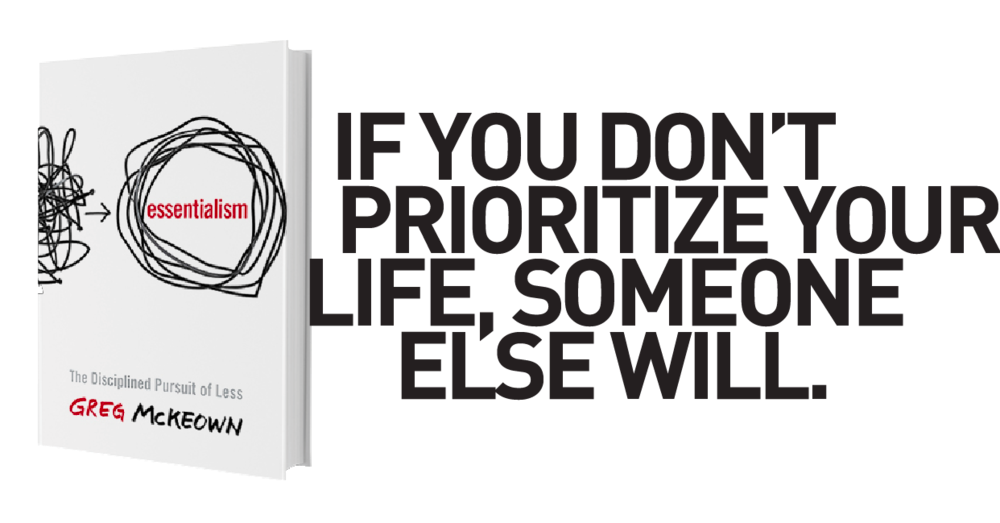 essentialism
The Disciplined Pursuit of Less
GREG MCKEOWN
IF YOU DON'T
PRIORITIZE YOUR
LIFE, SOMEONE
ELSE WILL.